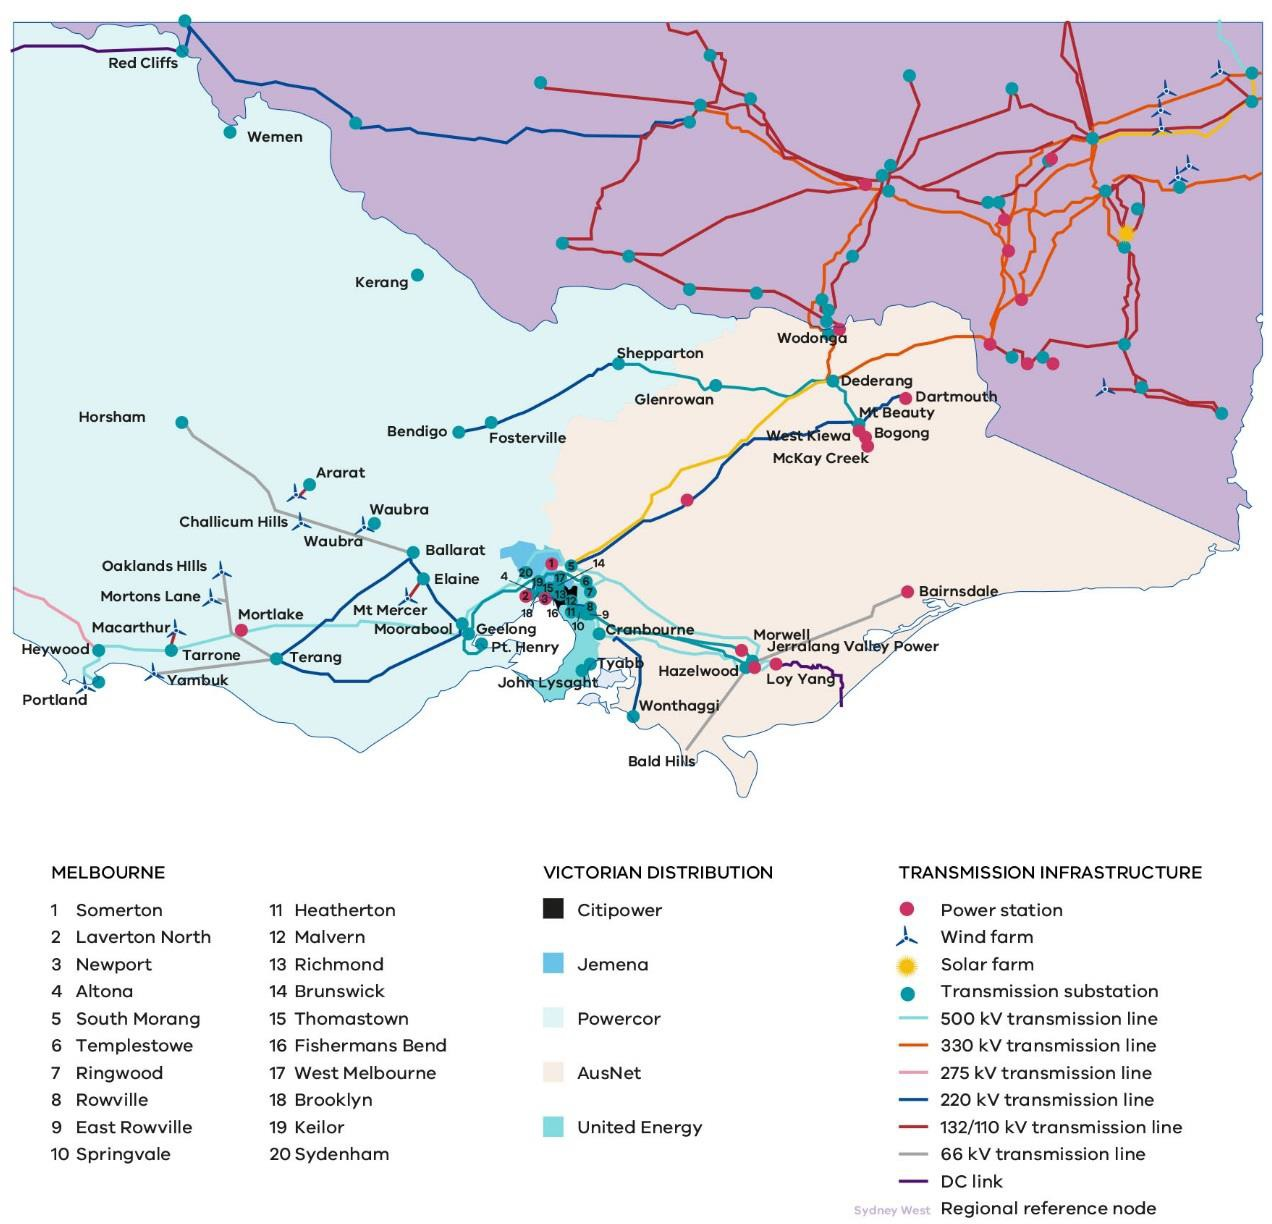 Red Cliffs
Wemen
Kerang
Wodonga
Shepparton
Dederang
Glenrowan
Dartmouth
Mt Beauty
Horsham
Bendigo
Fosterville
West Kiewa
Bogong
McKay Creek
Ararat
Waubra
Challicum Hills
Waubra
Ballarat
Oaklands HIlls
Elaine
Mortons Lane
Mt Mercer
Mortlake
Macarthur
Moorabool
Geelong
Heywood
Tarrone
Terang
Pt. Henry
Yambuk
Portland
1
5
14
4
20
19
17
6
15
7
2
3
13
12
8
18
16
11
9
10
Cranbourne
Bairnsdale
Morwell
Jerralang Valley Power
Tyabb
Hazelwood
Loy Yang
John Lysaght
Wonthaggi
Bald Hills
MELBOURNE
1 Somerton
2 Laverton North
3 Newport
4 Altona
5 South Morang
6 Templestowe
7 Ringwood
8 Rowville
9 East Rowville
10 Springvale
11 Heatherton
12 Malvern
13 Richmond
14 Brunswick
15 Thomastown
16 Fishermans Bend
17 West Melbourne
18 Brooklyn
19 Keilor
20 Sydenham
VICTORIAN DISTRIBUTION
Citipower
Jemena
Powercor
AusNet
United Energy
TRANSMISSION INFRASTRUCTURE
Power station
Wind farm
Solar farm
Transmission substation
500 kV transmission line
330 kV transmission line
275 kV transmission line
220 kV transmission line
132/110 kV transmission line
66 kV transmission line
DC link
Sydney West Regional reference node